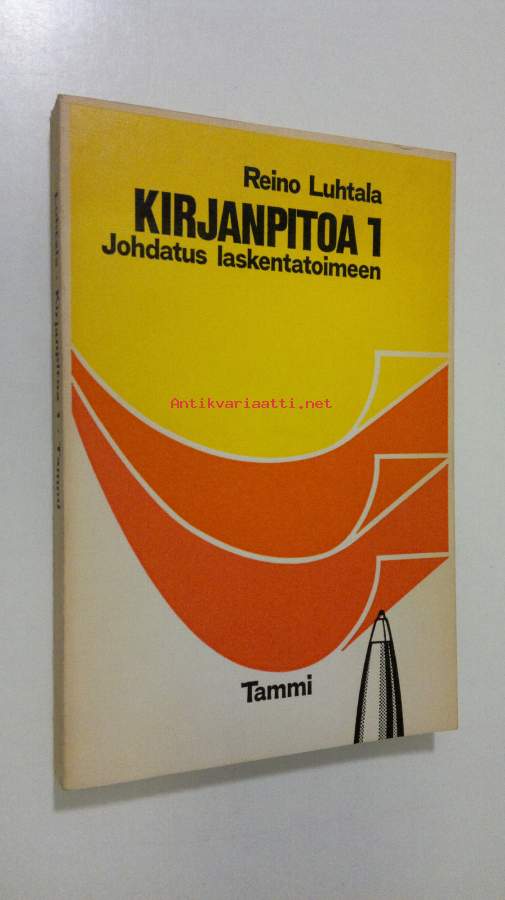 Reino Luhtala
KIRJANPITOA 1
Johdatus laskentatoimeen
Antikvariaatti.net
Tammi